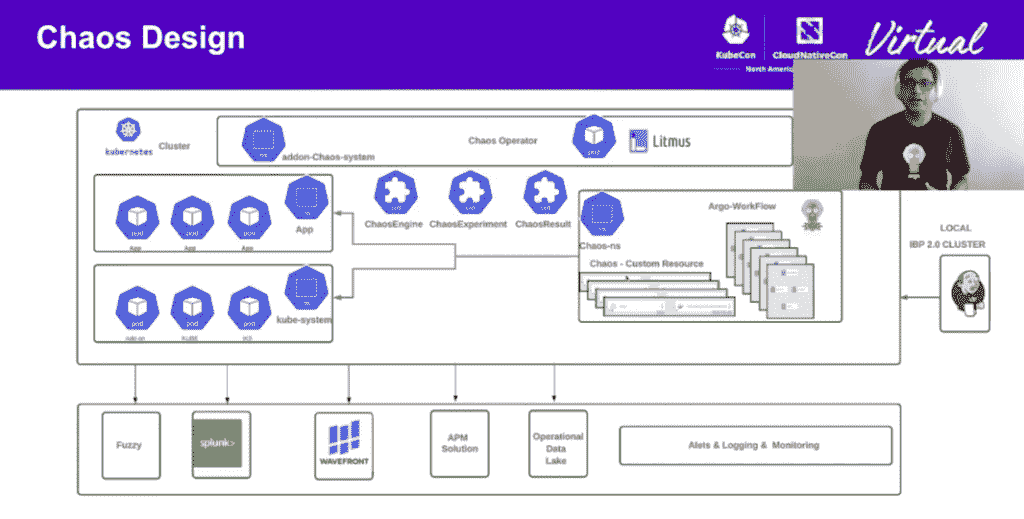 Chaos Design
KubeCon
CloudNativeCon
North America
Virtual
kubernetes
Cluster
ns
addon-Chaos-system
Chaos Operator
pod
Litmus
pod
pod
pod
App
App
App
ns
App
ChaosEngine
ChaosExperiment
ChaosResult
ns
Chaos-ns
Argo-WorkFlow
Chaos - Custom Resource
LOCAL
IBP 2.0 CLUSTER
pod
pod
pod
KUBE
ns
kube-system
Fuzzy
splunk>
WAVEFRONT
APM
Solution
Operational
Data
Lake
Alets & Logging & Monitoring